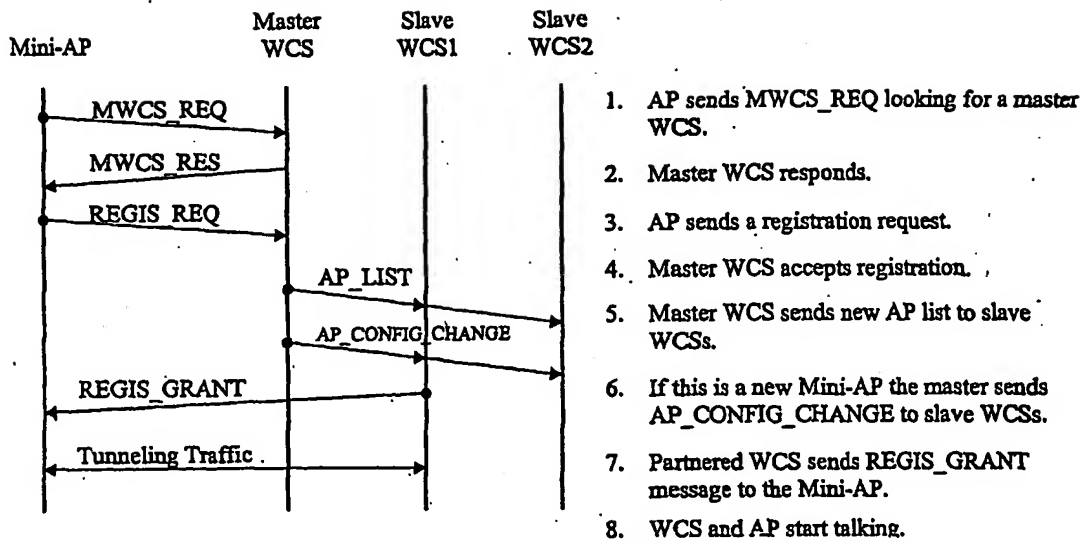 Mini-AP
Master
WCS
Slave
WCS1
Slave
WCS2
MWCS_REQ
MWCS_RES
REGIS_REQ
AP_LIST
AP_CONFIG_CHANGE
REGIS_GRANT
Tunneling Traffic
1. AP sends MWCS_REQ looking for a master
WCS.
2. Master WCS responds.
3. AP sends a registration request.
4. Master WCS accepts registration.
5. Master WCS sends new AP list to slave
WCSs.
6. If this is a new Mini-AP the master sends
AP_CONFIG_CHANGE to slave WCSs.
7. Partnered WCS sends REGIS_GRANT
message to the Mini-AP.
8. WCS and AP start talking.